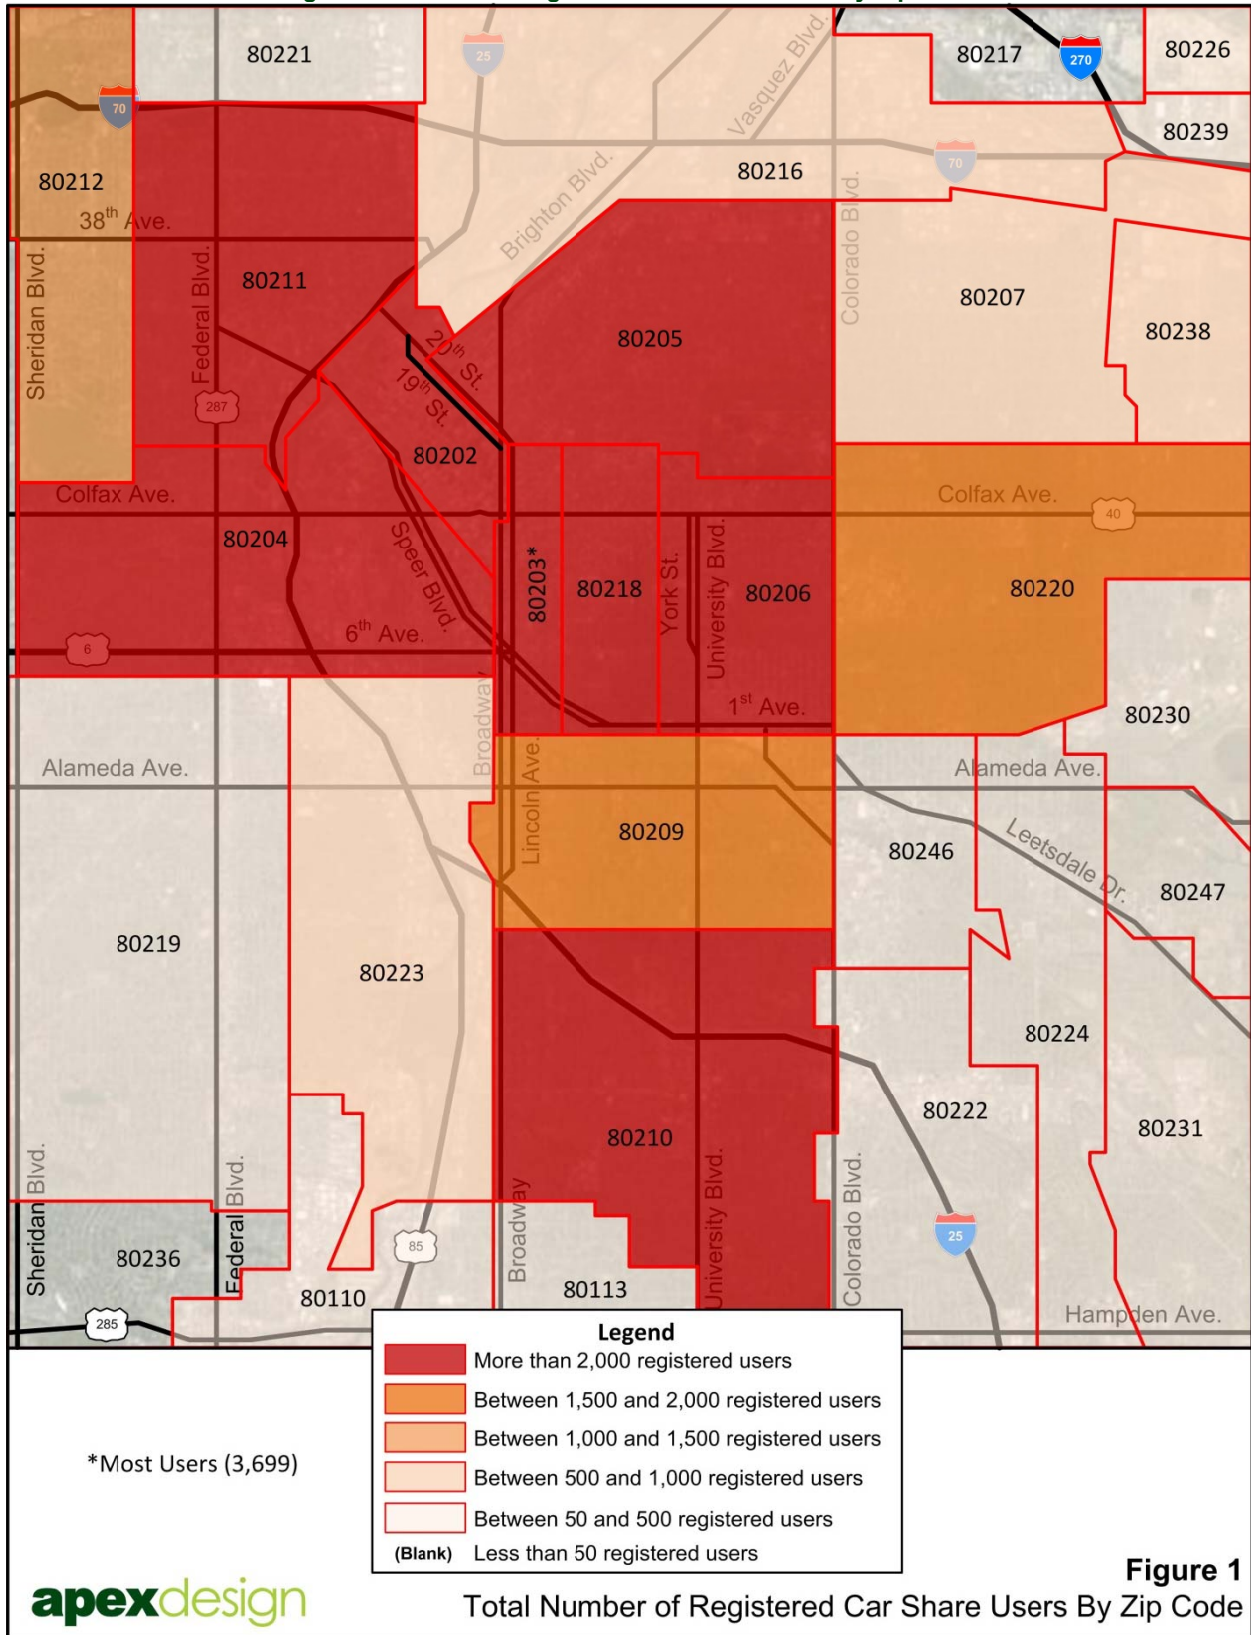 80221
25
Vasquez Blvd.
80217
270
80226
70
80239
80212
80216
70
38th Ave.
Brighton Blvd.
Colorado Blvd.
Sheridan Blvd.
Federal Blvd.
80211
80207
80238
80205
20th St.
19th St.
287
80202
Colfax Ave.
Colfax Ave.
40
80204
Speer Blvd.
80203*
80218
York St.
University Blvd.
80206
80220
6th Ave.
6
1st Ave.
Broadway
80230
Alameda Ave.
Alameda Ave.
Lincoln Ave.
80209
80246
Leetsdale Dr.
80247
80219
80223
80224
80222
80231
80210
Sheridan Blvd.
Federal Blvd.
Broadway
University Blvd.
Colorado Blvd.
25
85
80236
80110
80113
285
Hampden Ave.
Legend
More than 2,000 registered users
Between 1,500 and 2,000 registered users
Between 1,000 and 1,500 registered users
Between 500 and 1,000 registered users
Between 50 and 500 registered users
(Blank) Less than 50 registered users
*Most Users (3,699)
apexdesign
Figure 1
Total Number of Registered Car Share Users By Zip Code